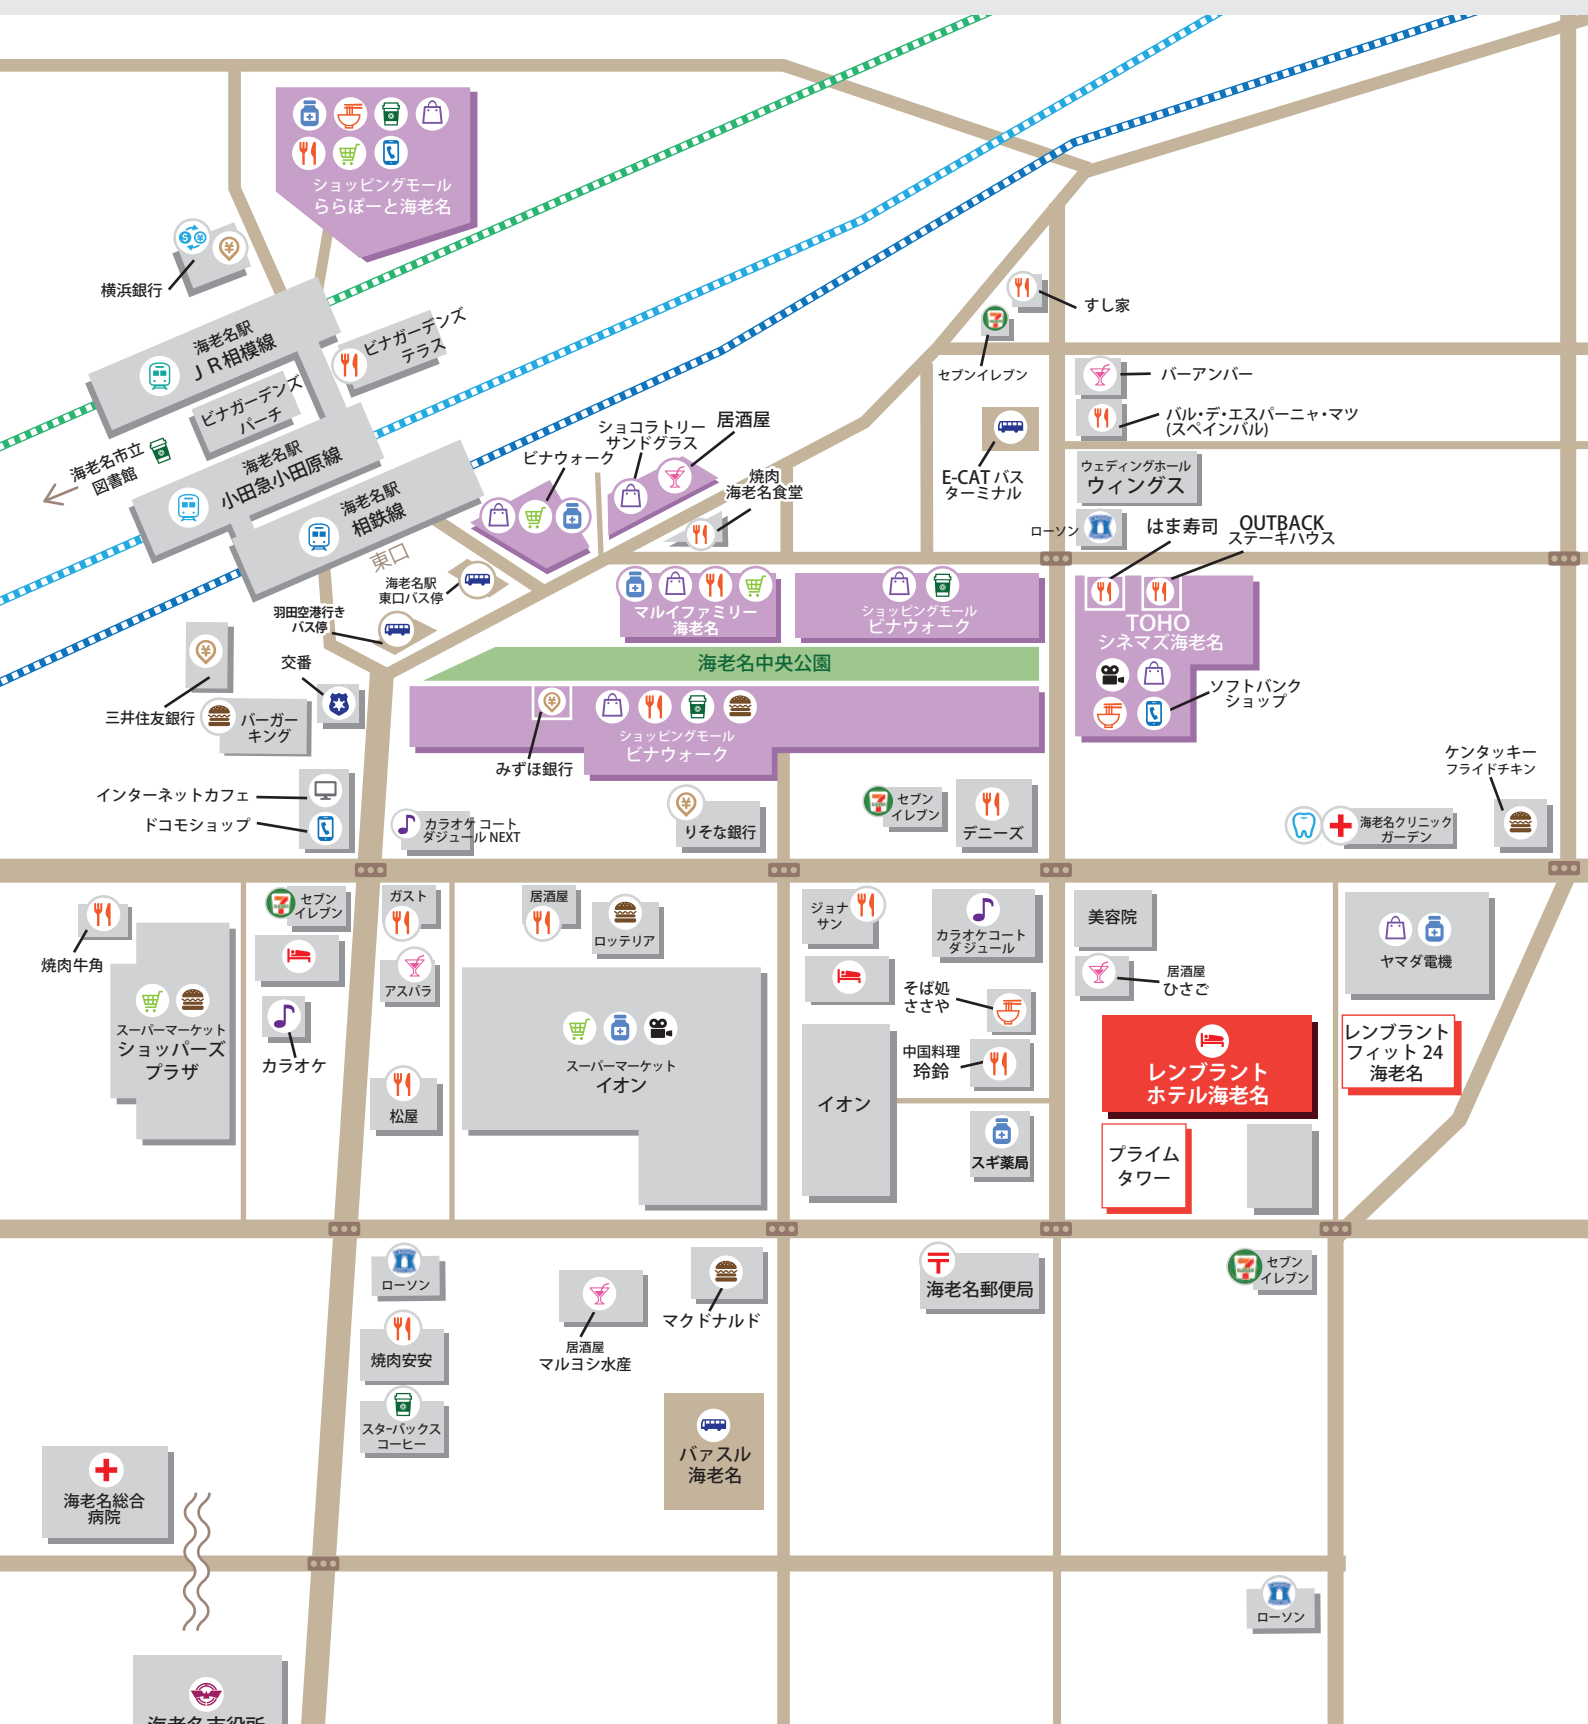 ショッピングモール
ららぽーと海老名
横浜銀行
海老名駅
JR相模線
ビナガーデンズ
テラス
ビナガーデンズ
パーチ
海老名市立
図書館
海老名駅
小田急小田原線
海老名駅
相鉄線
東口
ビナウォーク
ショコラトリー
サンドグラス
居酒屋
焼肉
海老名食堂
すし家
セブンイレブン
バーアンバー
バル・デ・エスパーニャ・マツ
(スペインバル)
E-CAT バス
ターミナル
ウェディングホール
ウィングス
ローソン
はま寿司
OUTBACK
ステーキハウス
海老名駅
東口バス停
羽田空港行き
バス停
マルイファミリー
海老名
ショッピングモール
ビナウォーク
TOHO
シネマズ海老名
ソフトバンク
ショップ
海老名中央公園
三井住友銀行
交番
バーガー
キング
みずほ銀行
ショッピングモール
ビナウォーク
インターネットカフェ
ドコモショップ
カラオケ コート
ダジュール NEXT
りそな銀行
セブン
イレブン
デニーズ
ケンタッキー
フライドチキン
海老名クリニック
ガーデン
焼肉牛角
セブン
イレブン
ガスト
居酒屋
ロッテリア
ジョナ
サン
カラオケコート
ダジュール
美容院
ヤマダ電機
アスパラ
居酒屋
ひさご
そば処
ささや
スーパーマーケット
ショッパーズ
プラザ
カラオケ
スーパーマーケット
イオン
中国料理
玲鈴
レンブラント
ホテル海老名
レンブラント
フィット 24
海老名
松屋
イオン
スギ薬局
プライム
タワー
ローソン
焼肉安安
スターバックス
コーヒー
居酒屋
マルヨシ水産
マクドナルド
海老名郵便局
セブン
イレブン
バァスル
海老名
海老名総合
病院
ローソン
海老名市役所